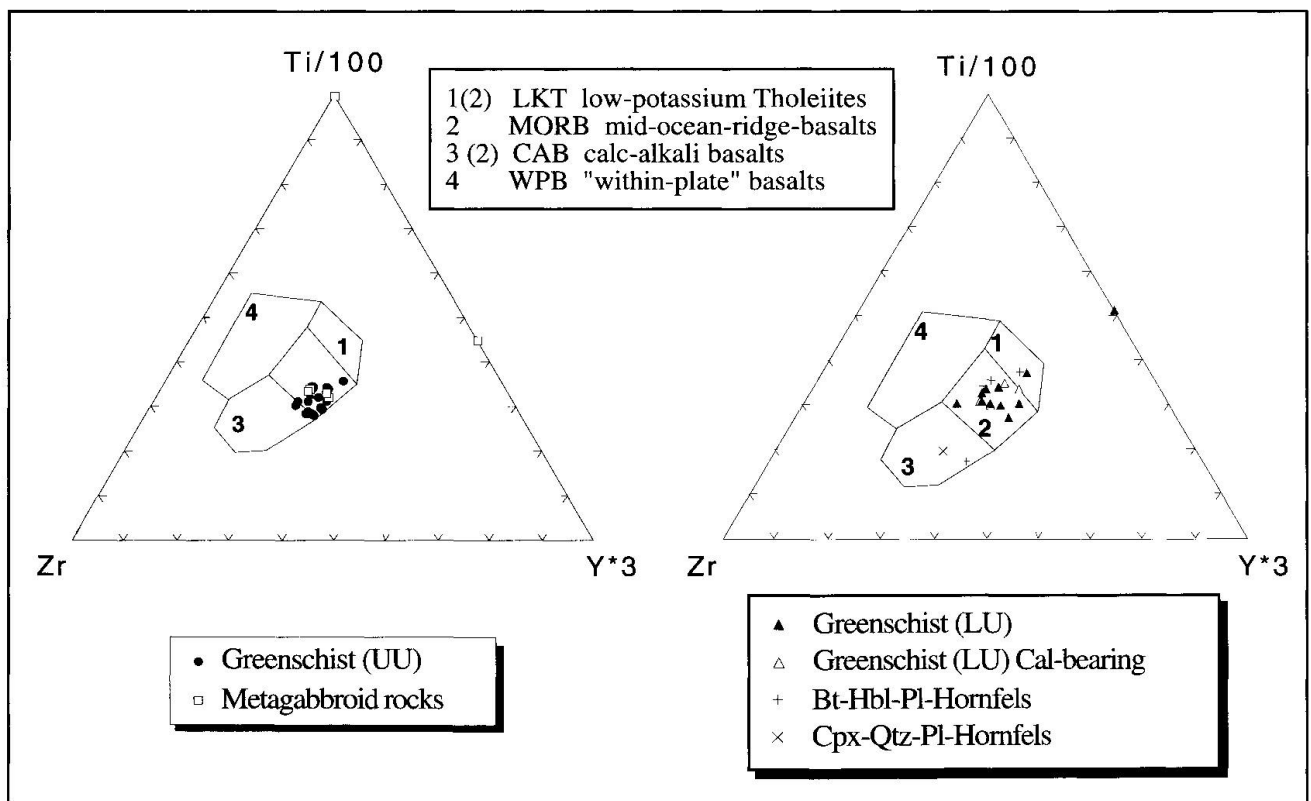 Ti/100
1(2) LKT low-potassium Tholeiites
2 MORB mid-ocean-ridge-basalts
3 (2) CAB calc-alkali basalts
4 WPB "within-plate" basalts
4
1
3
Zr
Y*3
Greenschist (UU)
Metagabbroid rocks
Ti/100
4
1
2
3
Zr
Y*3
Greenschist (LU)
Greenschist (LU) Cal-bearing
Bt-Hbl-Pl-Hornfels
Cpx-Qtz-Pl-Hornfels